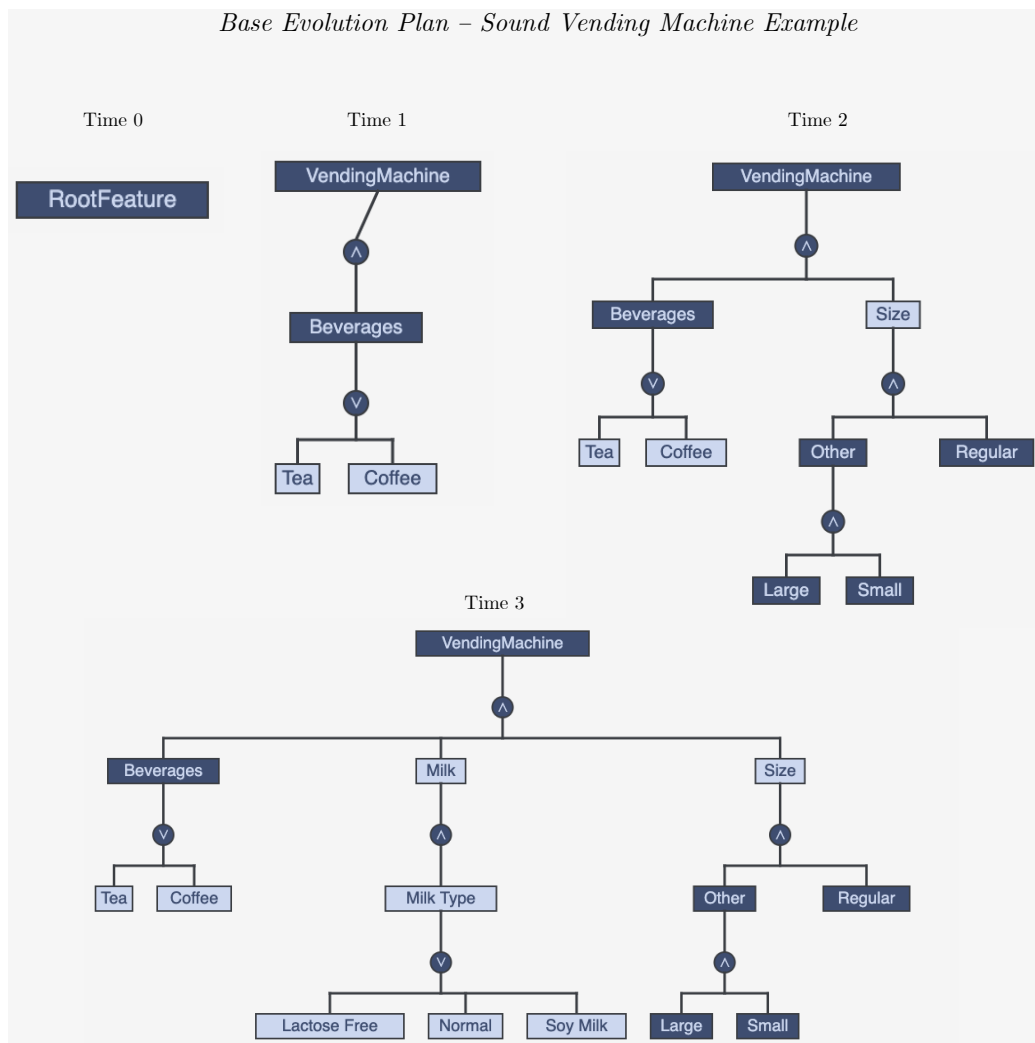 Base Evolution Plan – Sound Vending Machine Example
Time 0
Time 1
Time 2
RootFeature
VendingMachine
VendingMachine
∧
∧
Beverages
Beverages
Size
∨
∨
∧
Tea
Coffee
Tea
Coffee
Other
Regular
∧
Large
Small
Time 3
VendingMachine
∧
Beverages
Milk
Size
∨
∧
∧
Tea
Coffee
Milk Type
Other
Regular
∨
∧
Lactose Free
Normal
Soy Milk
Large
Small